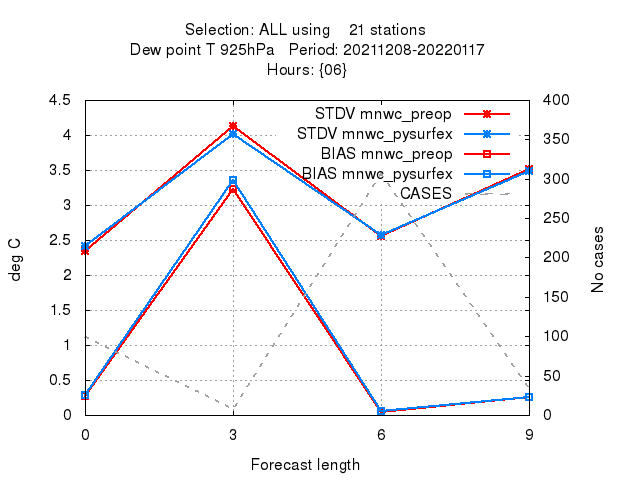 Selection: ALL using    21 stations
Dew point T 925hPa   Period: 20211208-20220117
Hours: {06}
4.5
4
3.5
3
2.5
2
1.5
1
0.5
0
deg C
STDV mnwc_preop
STDV mnwc_pysurfex
BIAS mnwc_preop
BIAS mnwc_pysurfex
CASES
400
350
300
250
200
150
100
50
0
No cases
0 3 6 9
Forecast length